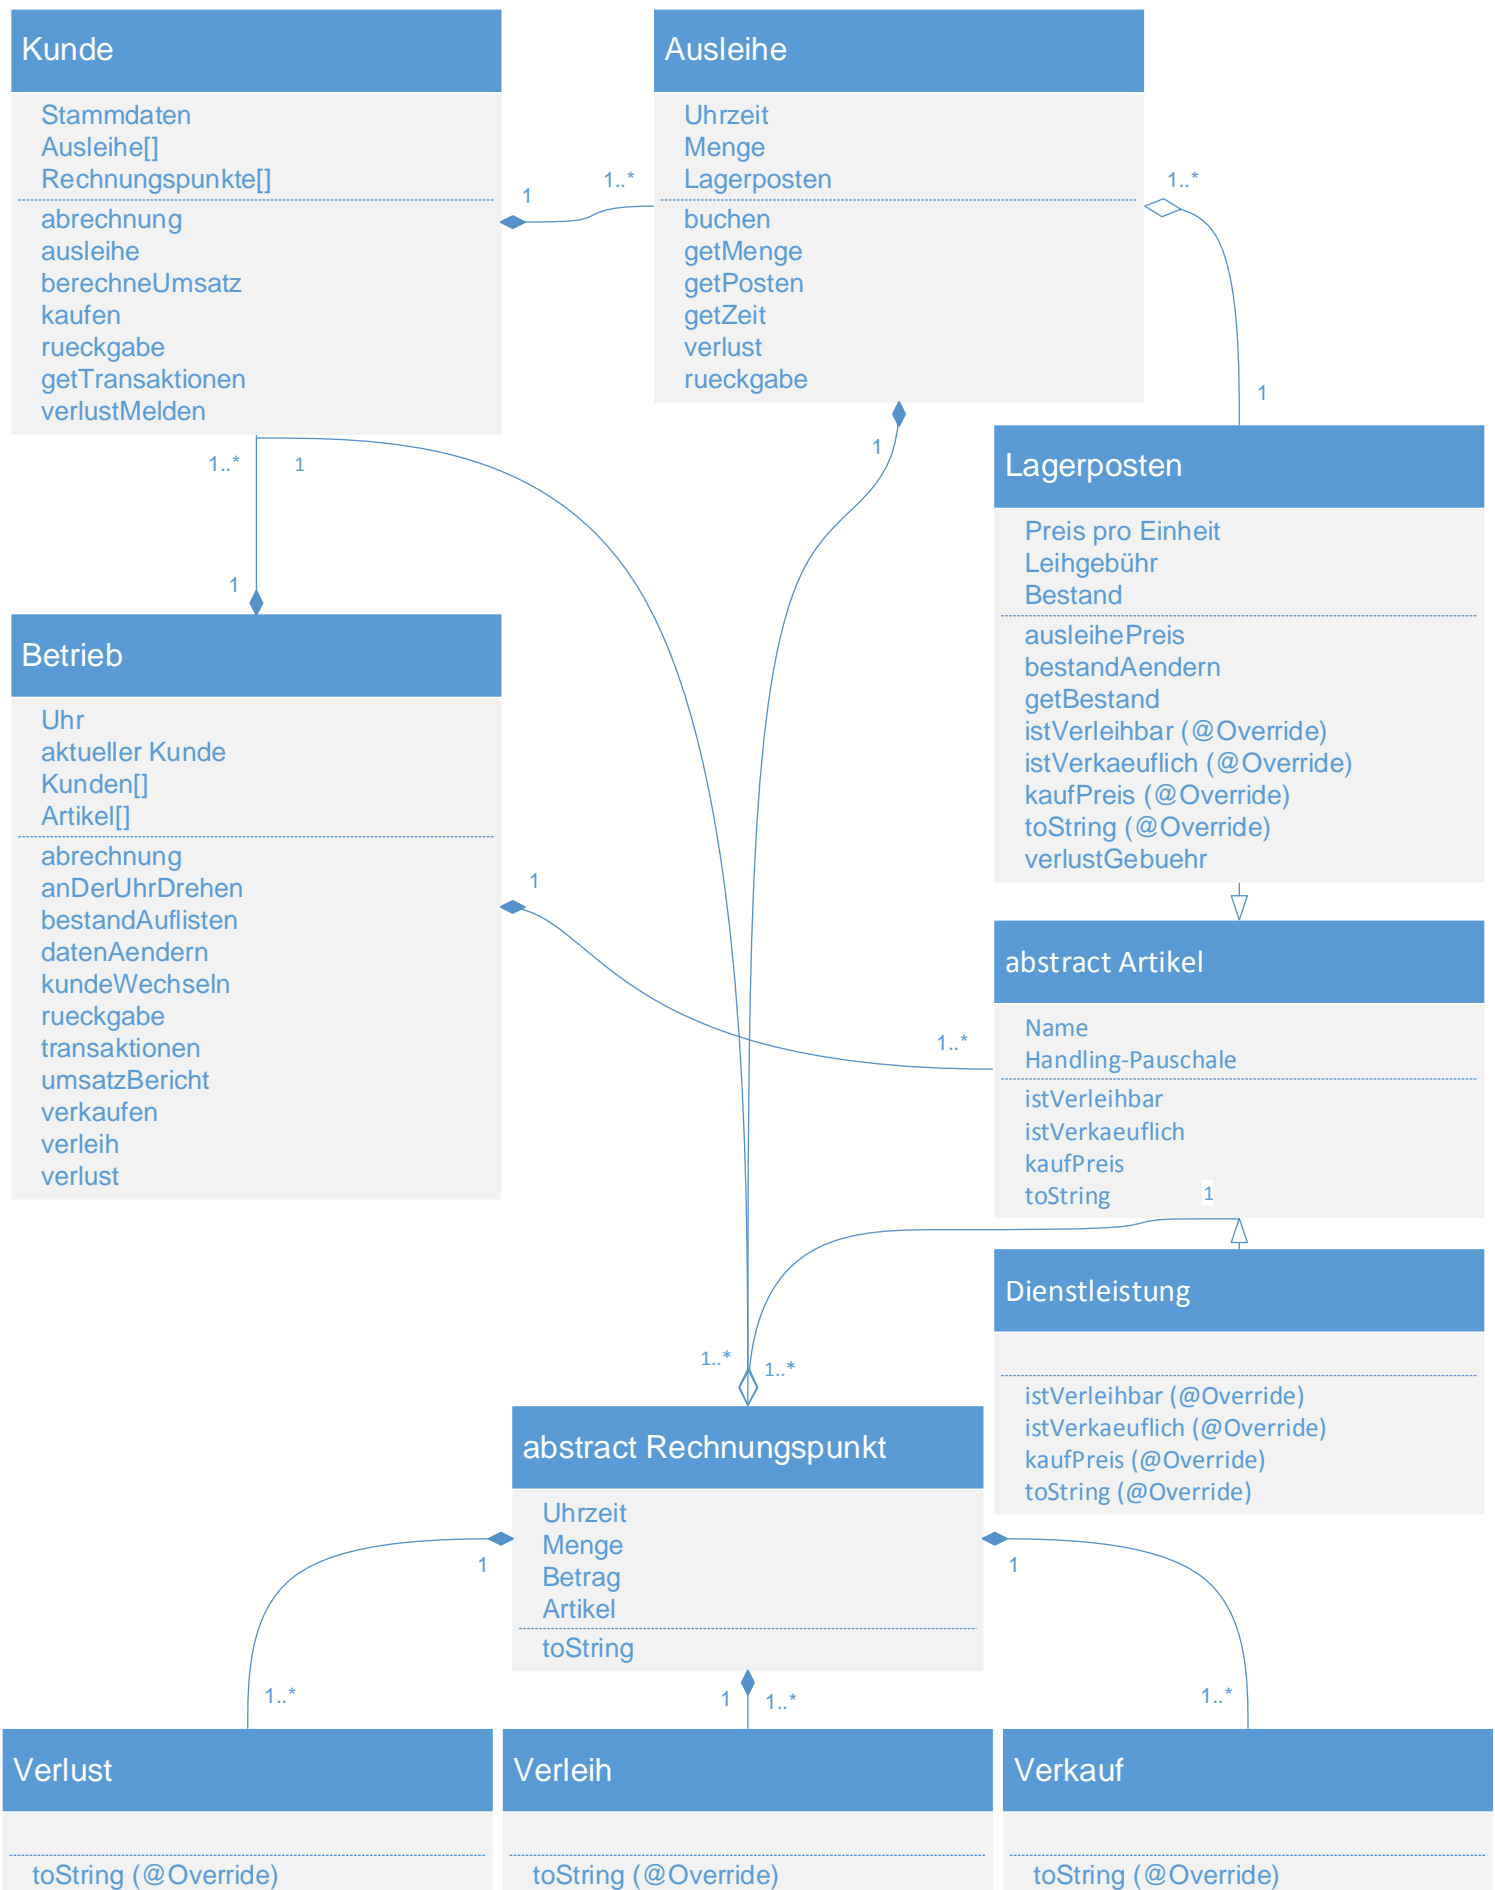 Kunde
Stammdaten
Ausleihe[]
Rechnungspunkte[]
abrechnung
ausleihe
berechneUmsatz
kaufen
rueckgabe
getTransaktionen
verlustMelden
1
1..*
Ausleihe
Uhrzeit
Menge
Lagerposten
buchen
getMenge
getPosten
getZeit
verlust
rueckgabe
1..*
1
1
1..*
1
1
Lagerposten
Preis pro Einheit
Leihgebühr
Bestand
ausleihePreis
bestandAendern
getBestand
istVerleihbar (@Override)
istVerkaeuflich (@Override)
kaufPreis (@Override)
toString (@Override)
verlustGebuehr
Betrieb
Uhr
aktueller Kunde
Kunden[]
Artikel[]
abrechnung
anDerUhrDrehen
bestandAuflisten
datenAendern
kundeWechseln
rueckgabe
transaktionen
umsatzBericht
verkaufen
verleih
verlust
1
1..*
abstract Artikel
Name
Handling-Pauschale
istVerleihbar
istVerkaeuflich
kaufPreis
toString
1
Dienstleistung
istVerleihbar (@Override)
istVerkaeuflich (@Override)
kaufPreis (@Override)
toString (@Override)
1..*
1..*
abstract Rechnungspunkt
Uhrzeit
Menge
Betrag
Artikel
toString
1
1
1..*
1
1..*
1..*
Verlust
toString (@Override)
Verleih
toString (@Override)
Verkauf
toString (@Override)